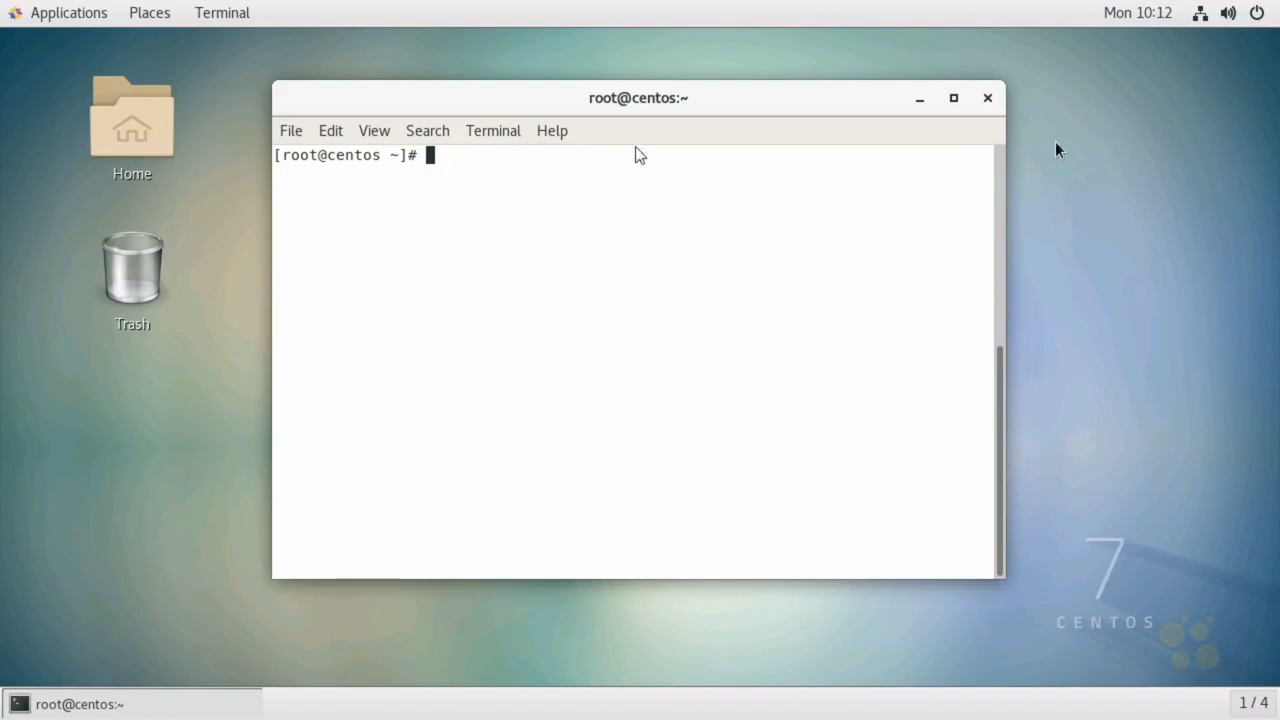 Applications Places Terminal Mon 10:12
root@centos:~
File Edit View Search Terminal Help
[root@centos ~]#
Home
Trash
7
CENTOS
root@centos:~ 1 / 4